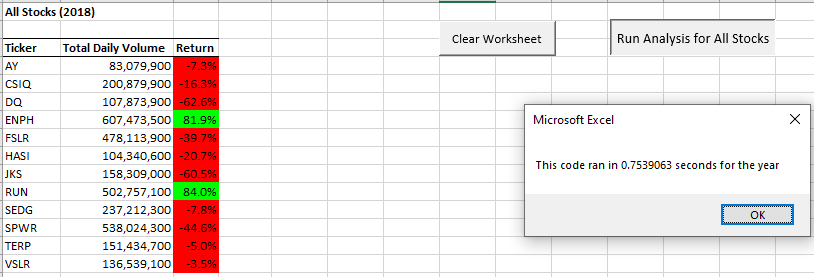 All Stocks (2018)
Clear Worksheet
Run Analysis for All Stocks
Ticker Total Daily Volume Return
AY 83,079,900 -7.3%
CSIQ 200,879,900 -16.3%
DQ 107,873,900 -62.6%
ENPH 607,473,500 81.9%
FSLR 478,113,900 -39.7%
HASI 104,340,600 -20.7%
JKS 158,309,000 -60.5%
RUN 502,757,100 84.0%
SEDG 237,212,300 -7.8%
SPWR 538,024,300 -44.6%
TERP 151,434,700 -5.0%
VSLR 136,539,100 -3.5%
Microsoft Excel
This code ran in 0.7539063 seconds for the year
OK